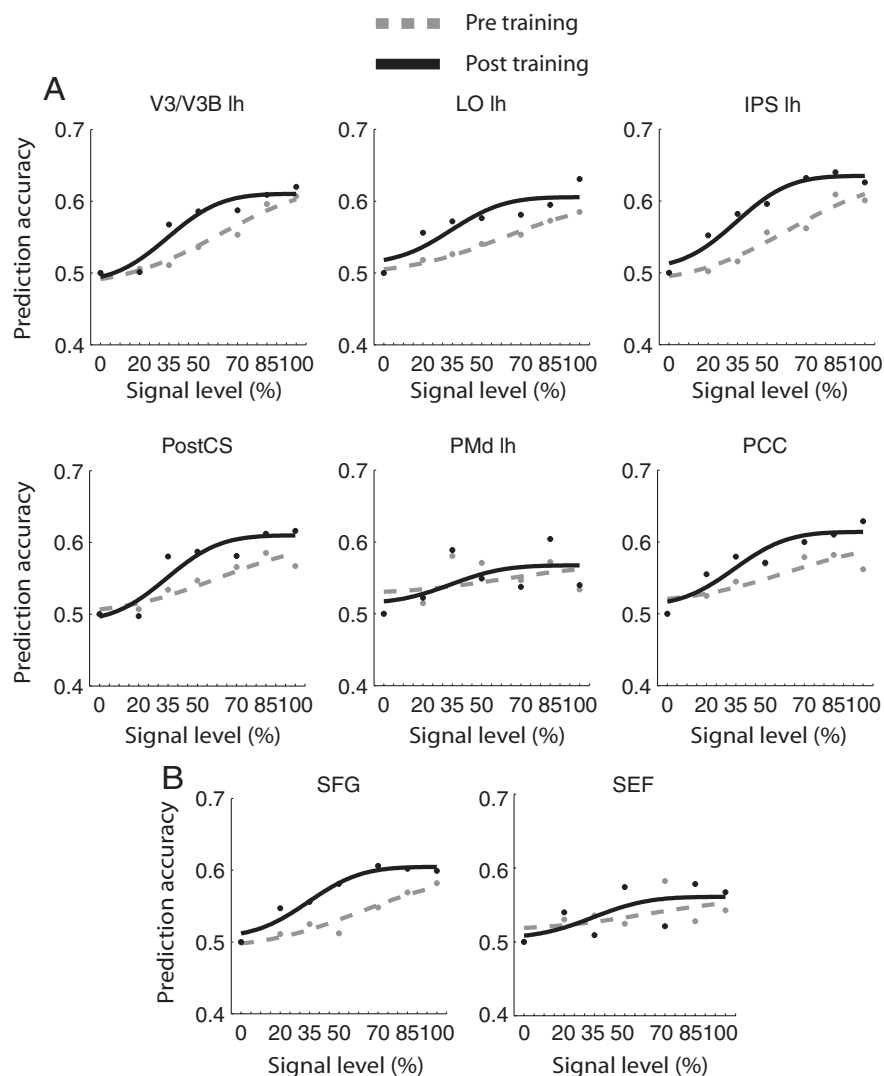 Pre training
Post training
A
V3/V3B lh
LO lh
IPS lh
Prediction accuracy
0.7
0.6
0.5
0.4
0 20 35 50 70 85100
Signal level (%)
0.7
0.6
0.5
0.4
0 20 35 50 70 85100
Signal level (%)
0.7
0.6
0.5
0.4
0 20 35 50 70 85100
Signal level (%)
PostCS
PMd lh
PCC
Prediction accuracy
0.7
0.6
0.5
0.4
0 20 35 50 70 85100
Signal level (%)
0.7
0.6
0.5
0.4
0 20 35 50 70 85100
Signal level (%)
0.7
0.6
0.5
0.4
0 20 35 50 70 85100
Signal level (%)
B
SFG
SEF
Prediction accuracy
0.7
0.6
0.5
0.4
0 20 35 50 70 85100
Signal level (%)
0.7
0.6
0.5
0.4
0 20 35 50 70 85100
Signal level (%)